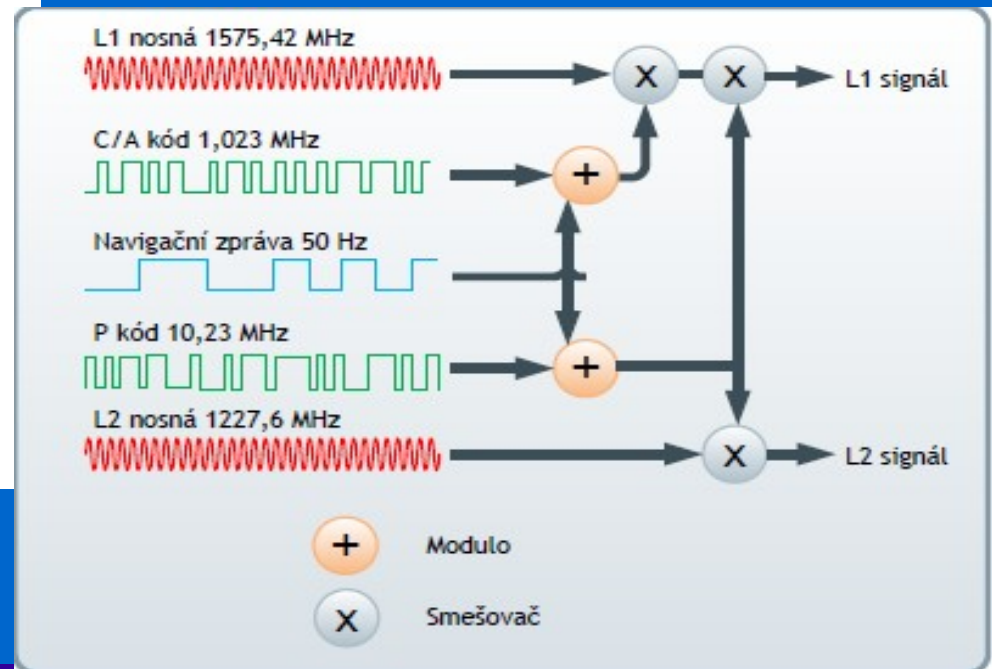 L1 nosná 1575,42 MHz
X
X
L1 signál
C/A kód 1,023 MHz
+
Navigační zpráva 50 Hz
P kód 10,23 MHz
+
L2 nosná 1227,6 MHz
X
L2 signál
+
Modulo
X
Smešovač